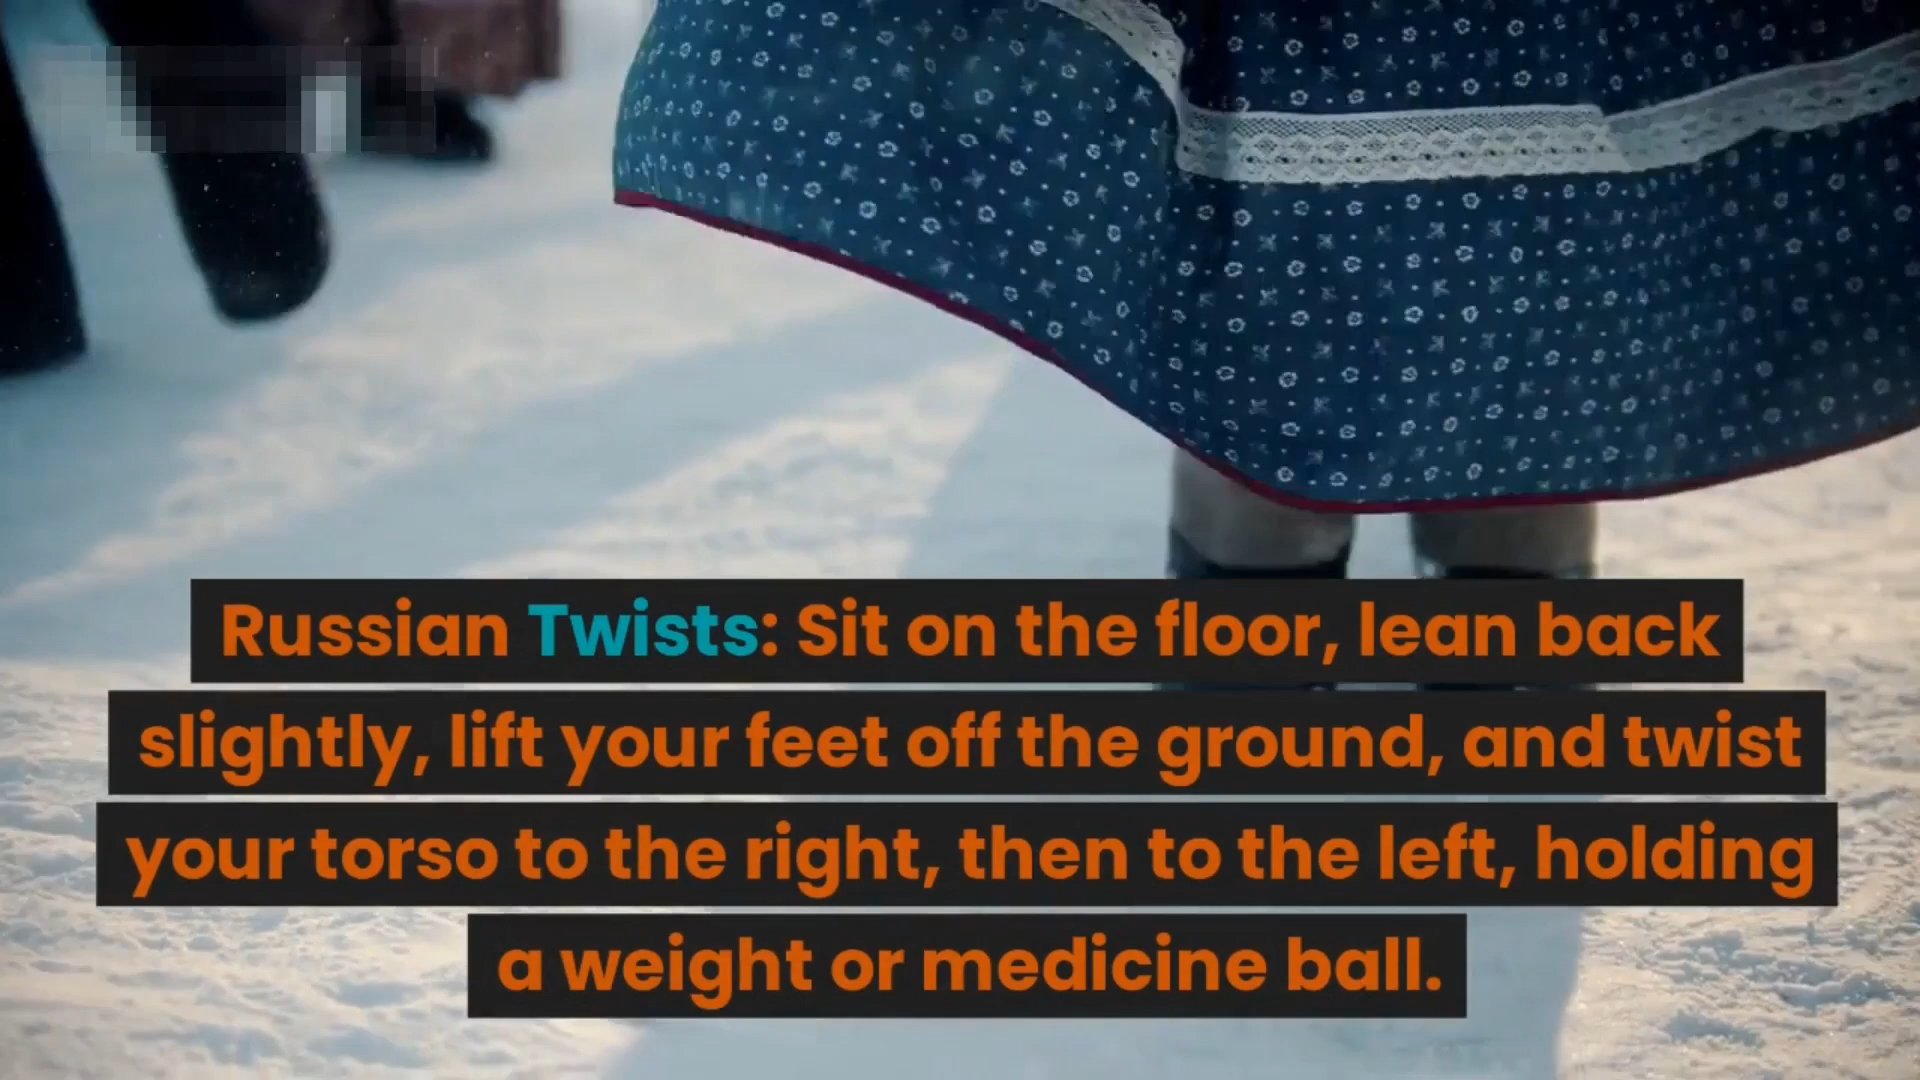 Russian Twists: Sit on the floor, lean back
slightly, lift your feet off the ground, and twist
your torso to the right, then to the left, holding
a weight or medicine ball.